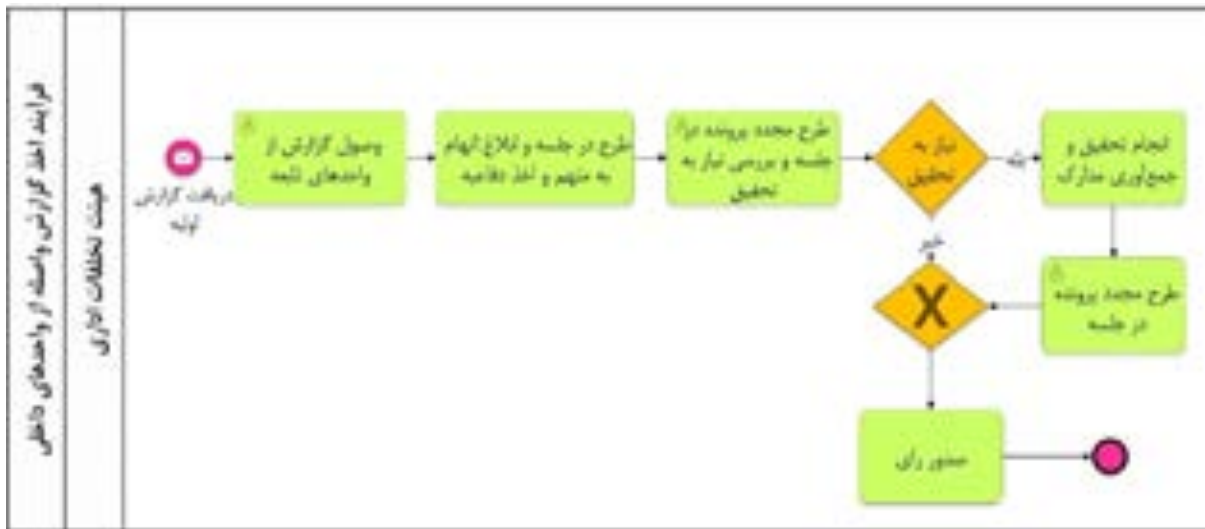 فرایند اخذ گزارش واصله از واحدهای داخلی
هیئت تخلفات اداری
دریافت گزارش
اولیه
وصول گزارش از
واحدهای تابعه
طرح در جلسه و ابلاغ اتهام
به متهم و اخذ دفاعیه
طرح مجدد پرونده در
جلسه و بررسی نیاز به
تحقیق
نیاز به
تحقیق
بله
انجام تحقیق و
جمع‌آوری مدارک
خیر
طرح مجدد پرونده
در جلسه
X
صدور رأی